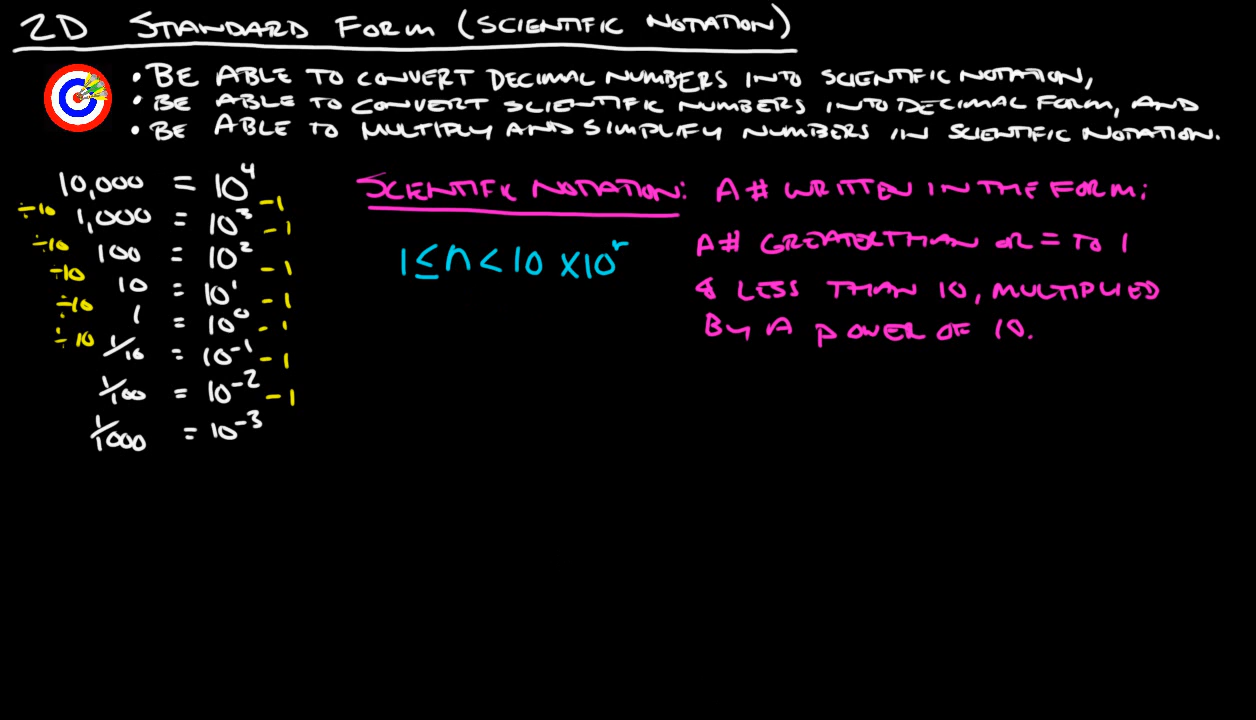 2D STANDARD FORM (SCIENTIFIC NOTATION)
• BE ABLE TO CONVERT DECIMAL NUMBERS INTO SCIENTIFIC NOTATION,
• BE ABLE TO CONVERT SCIENTIFIC NUMBERS INTO DECIMAL FORM, AND
• BE ABLE TO MULTIPLY AND SIMPLIFY NUMBERS IN SCIENTIFIC NOTATION.
10,000 = 10⁴
÷10 1,000 = 10³ -1
÷10 100 = 10² -1
÷10 10 = 10¹ -1
÷10 1 = 10⁰ -1
÷10 1/10 = 10⁻¹ -1
1/100 = 10⁻² -1
1/1000 = 10⁻³ -1
SCIENTIFIC NOTATION: A # WRITTEN IN THE FORM;
1 ≤ n < 10 × 10ʳ
A # GREATER THAN OR = TO 1
& LESS THAN 10, MULTIPLIED
BY A POWER OF 10.